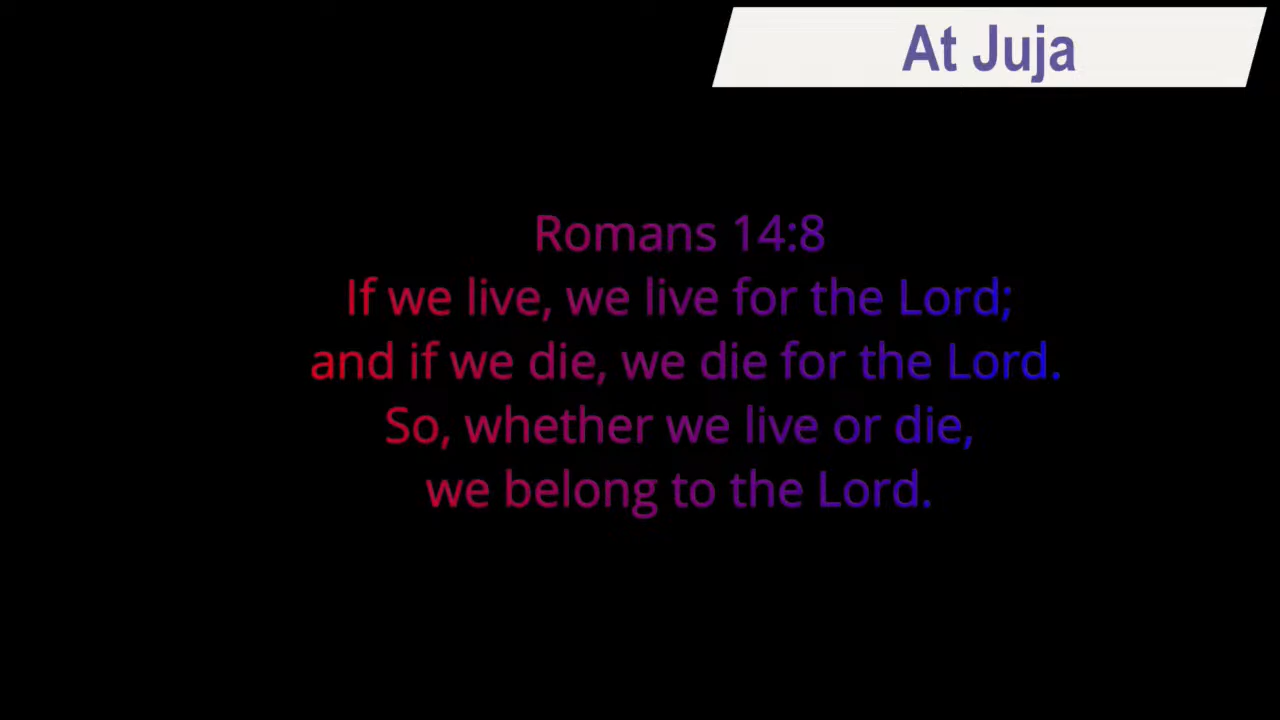 At Juja
Romans 14:8
If we live, we live for the Lord;
and if we die, we die for the Lord.
So, whether we live or die,
we belong to the Lord.